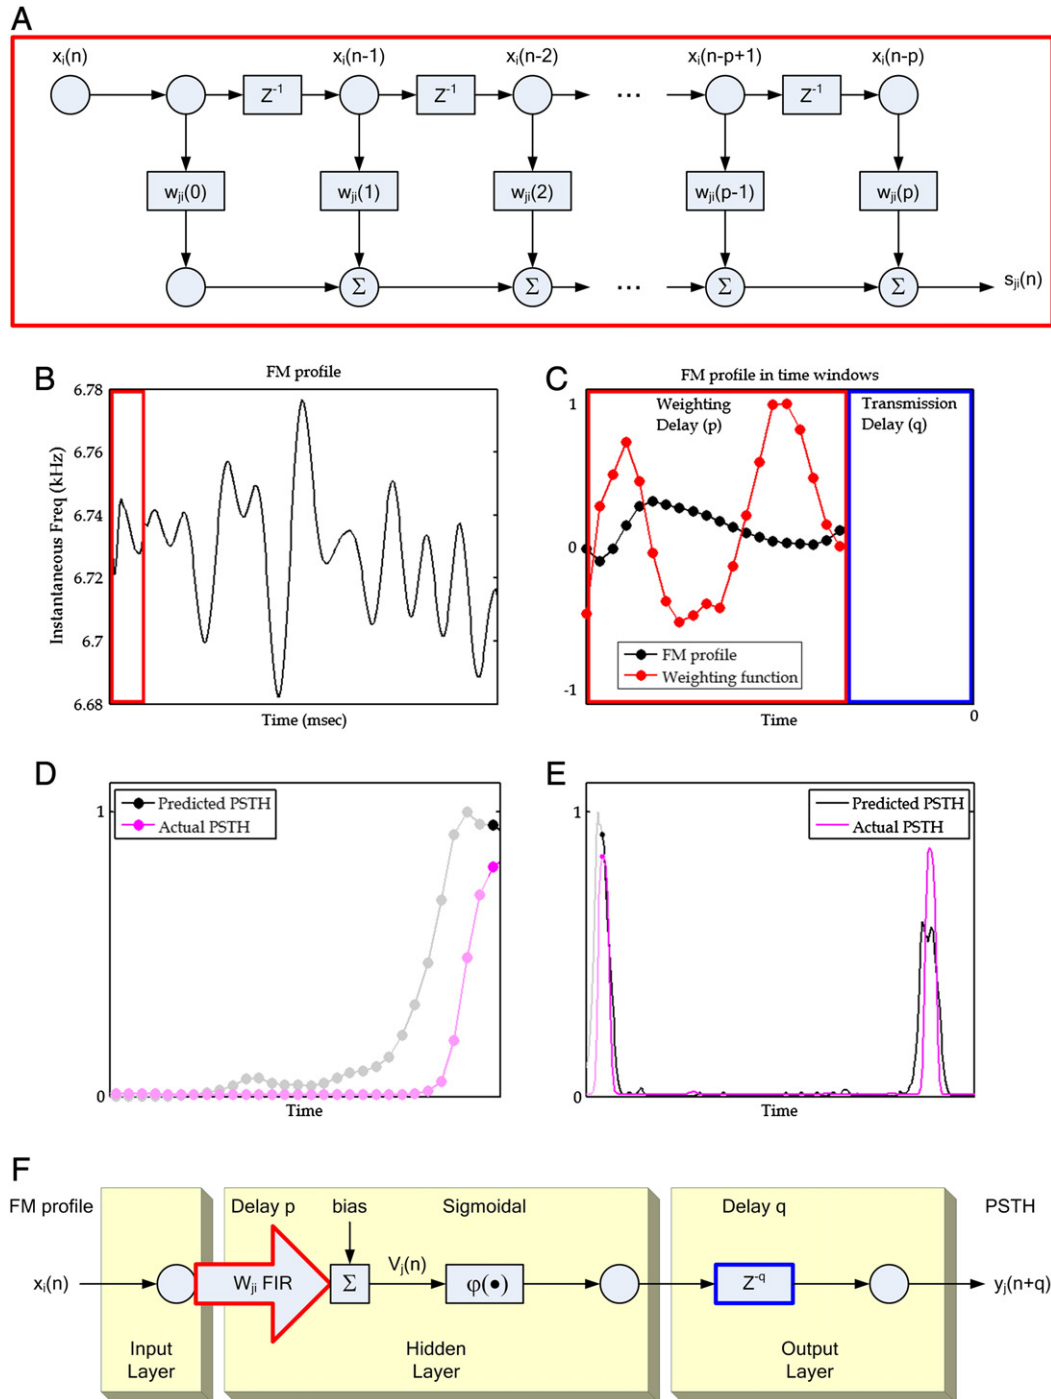 A
xi(n)
xi(n-1)
xi(n-2)
xi(n-p+1)
xi(n-p)
Z-1
Z-1
...
Z-1
wji(0)
wji(1)
wji(2)
wji(p-1)
wji(p)
Σ
Σ
...
Σ
Σ
sji(n)
B
FM profile
6.78
6.76
6.74
6.72
6.7
6.68
Instantaneous Freq (kHz)
Time (msec)
C
FM profile in time windows
1
0
-1
Weighting
Delay (p)
Transmission
Delay (q)
FM profile
Weighting function
Time
0
D
1
0
Predicted PSTH
Actual PSTH
Time
E
1
0
Predicted PSTH
Actual PSTH
Time
F
FM profile
Delay p
bias
Sigmoidal
Delay q
PSTH
xi(n)
Wji FIR
Σ
Vj(n)
φ(•)
Z-q
yj(n+q)
Input
Layer
Hidden
Layer
Output
Layer